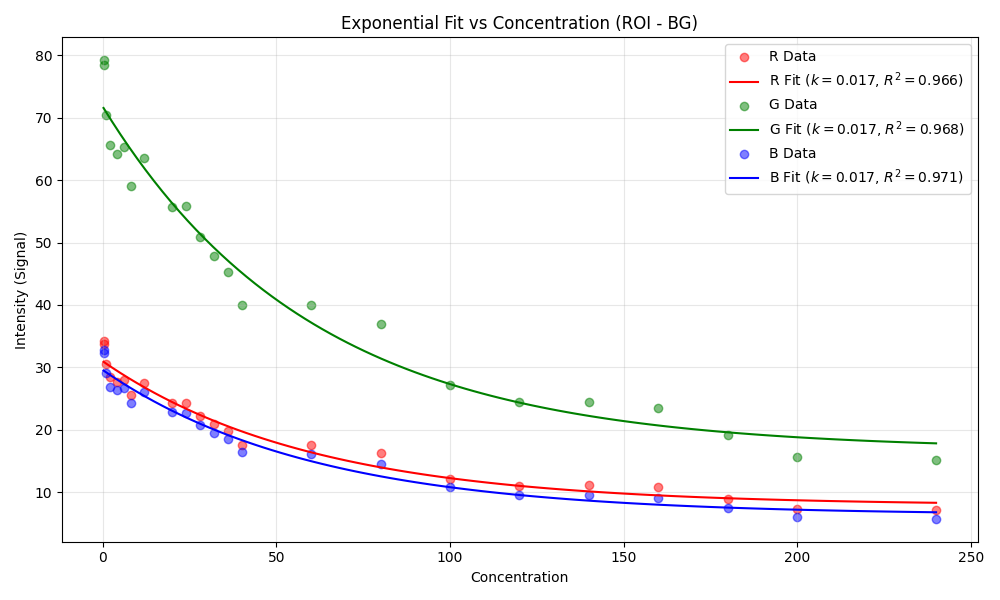 Exponential Fit vs Concentration (ROI - BG)
80
70
60
50
40
30
20
10
Intensity (Signal)
R Data
R Fit (k = 0.017, R² = 0.966)
G Data
G Fit (k = 0.017, R² = 0.968)
B Data
B Fit (k = 0.017, R² = 0.971)
0 50 100 150 200 250
Concentration